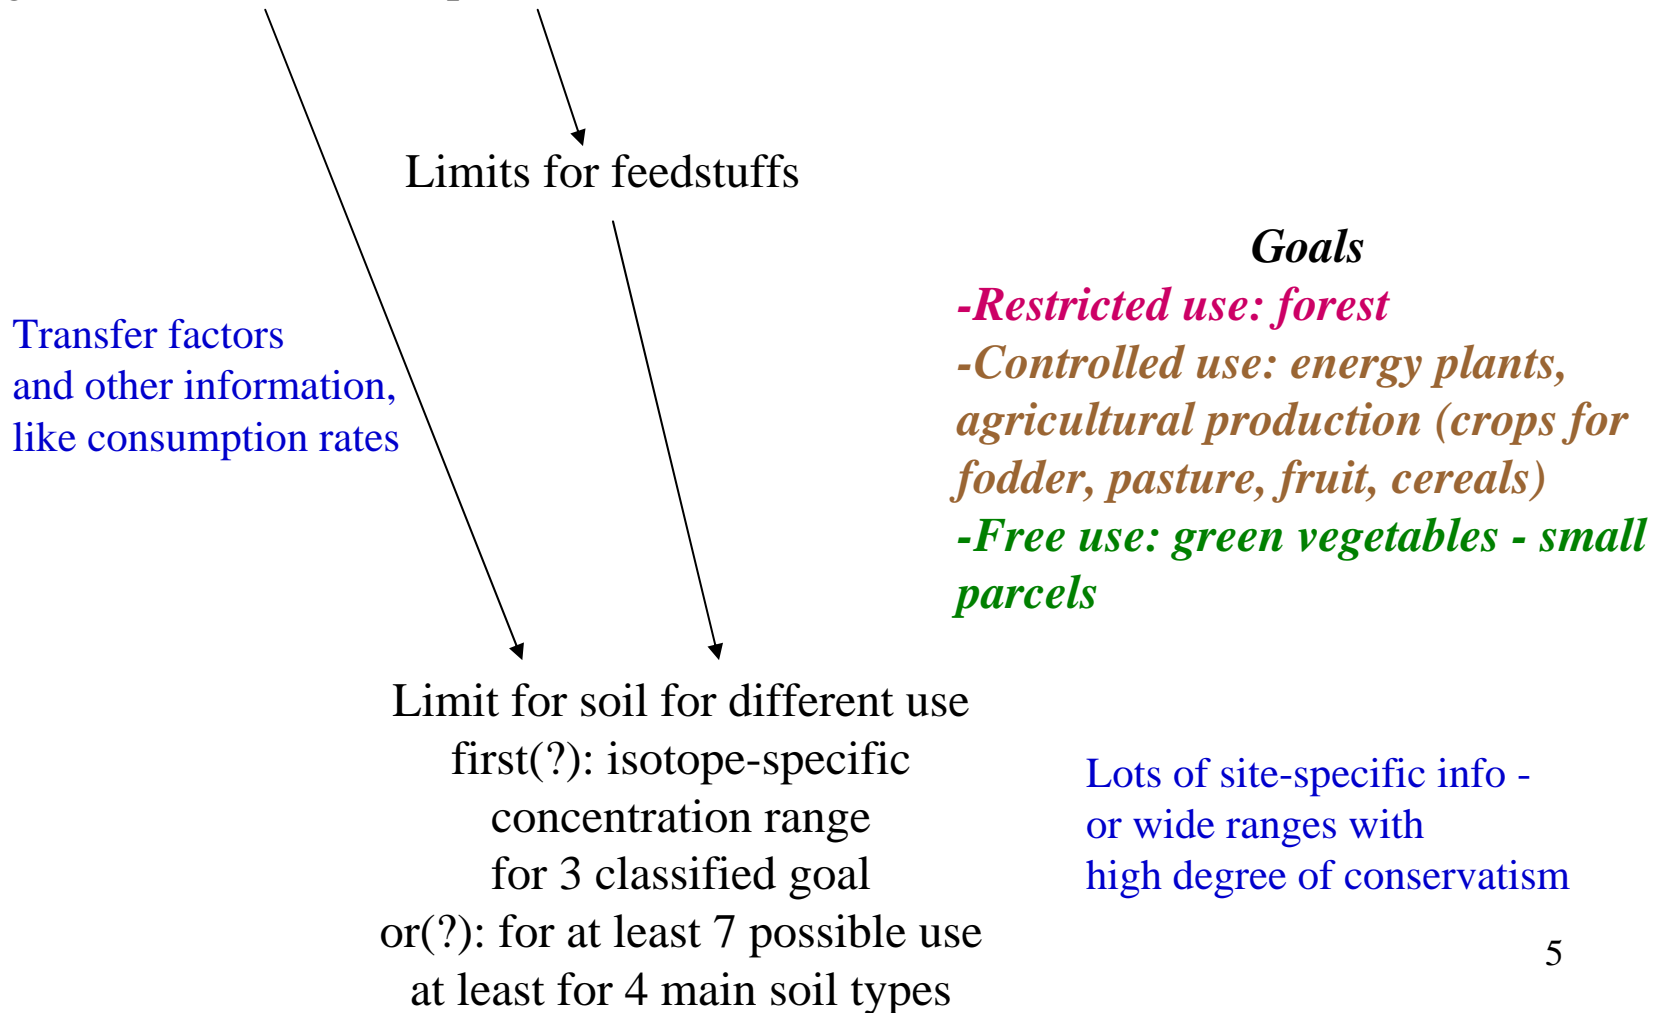 Limits for feedstuffs
Goals
-Restricted use: forest
-Controlled use: energy plants,
agricultural production (crops for
fodder, pasture, fruit, cereals)
-Free use: green vegetables - small
parcels
Transfer factors
and other information,
like consumption rates
Limit for soil for different use
first(?): isotope-specific
concentration range
for 3 classified goal
or(?): for at least 7 possible use
at least for 4 main soil types
Lots of site-specific info -
or wide ranges with
high degree of conservatism
5